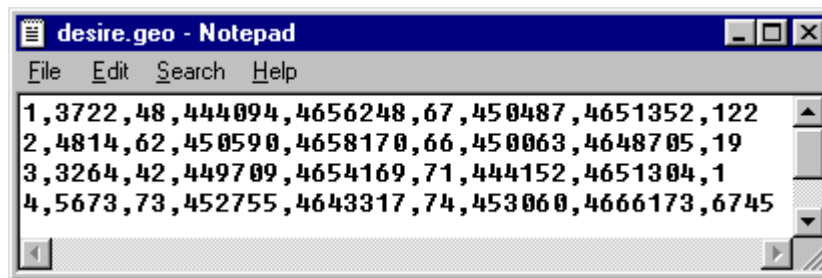 desire.geo - Notepad
File Edit Search Help
1,3722,48,444094,4656248,67,450487,4651352,122
2,4814,62,450590,4658170,66,450063,4648705,19
3,3264,42,449709,4654169,71,444152,4651304,1
4,5673,73,452755,4643317,74,453060,4666173,6745